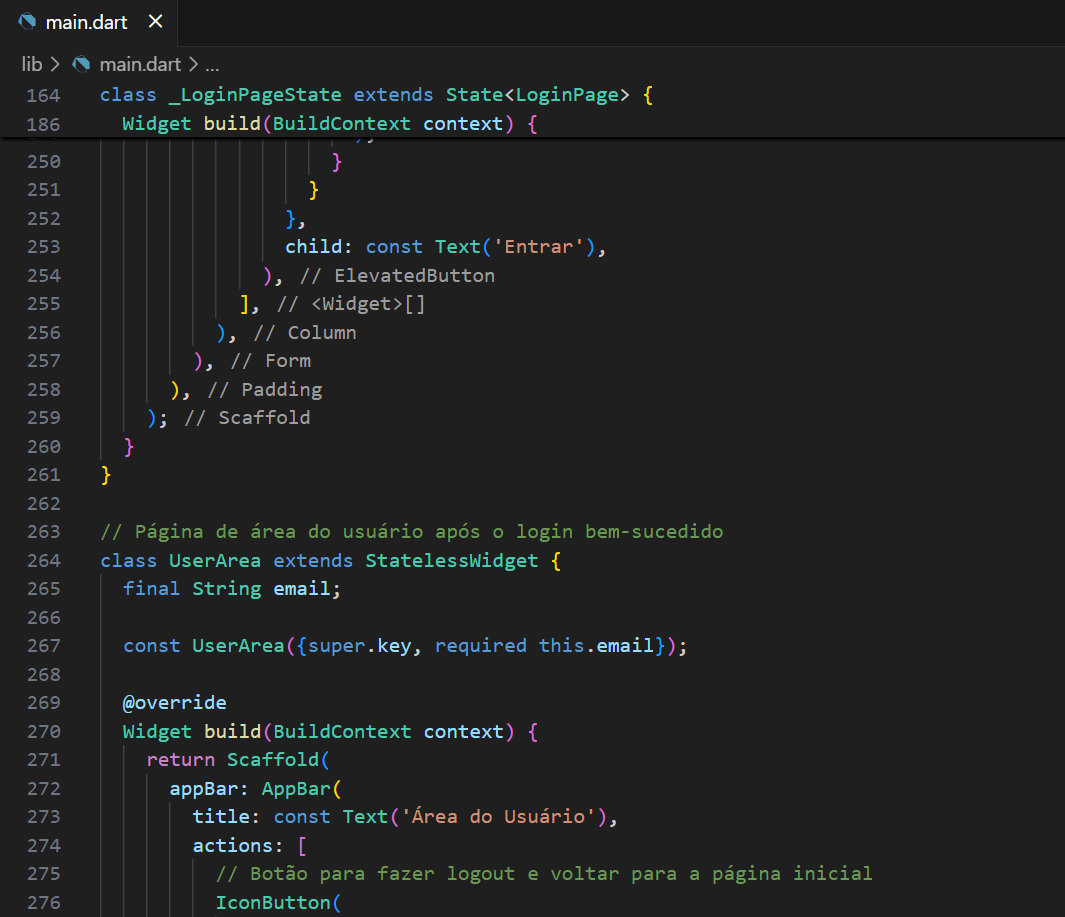 main.dart ×
lib > main.dart > ...
164 class _LoginPageState extends State<LoginPage> {
186 Widget build(BuildContext context) {
250 }
251 }
252 },
253 child: const Text('Entrar'),
254 ), // ElevatedButton
255 ], // <Widget>[]
256 ), // Column
257 ), // Form
258 ), // Padding
259 ); // Scaffold
260 }
261 }
262
263 // Página de área do usuário após o login bem-sucedido
264 class UserArea extends StatelessWidget {
265 final String email;
266
267 const UserArea({super.key, required this.email});
268
269 @override
270 Widget build(BuildContext context) {
271 return Scaffold(
272 appBar: AppBar(
273 title: const Text('Área do Usuário'),
274 actions: [
275 // Botão para fazer logout e voltar para a página inicial
276 IconButton(